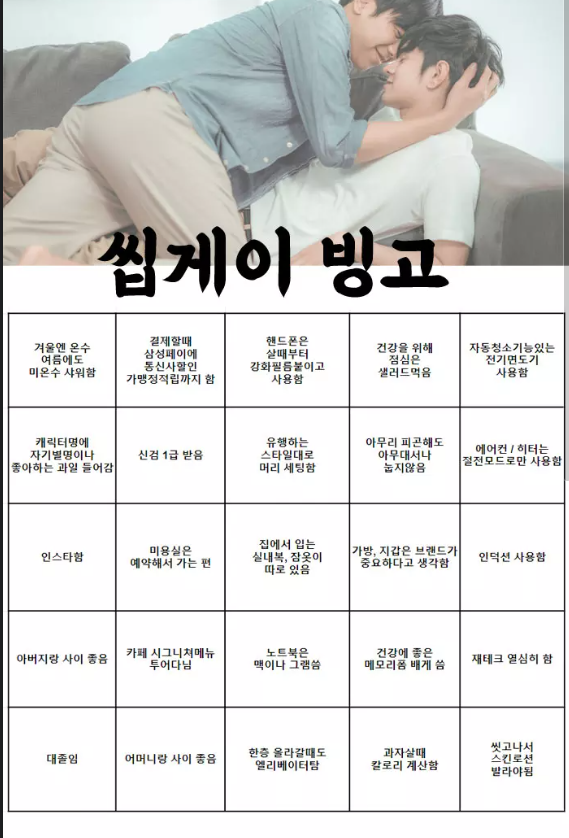 씹게이 빙고
겨울엔 온수
여름에도
미온수 샤워함
결제할때
삼성페이에
통신사할인
가맹점적립까지 함
핸드폰은
살때부터
강화필름붙이고
사용함
건강을 위해
점심은
샐러드먹음
자동청소기능있는
전기면도기
사용함
캐릭터명에
자기별명이나
좋아하는 과일 들어감
신검 1급 받음
유행하는
스타일대로
머리 세팅함
아무리 피곤해도
아무대서나
눕지않음
에어컨 / 히터는
절전모드로만 사용함
인스타함
미용실은
예약해서 가는 편
집에서 입는
실내복, 잠옷이
따로 있음
가방, 지갑은 브랜드가
중요하다고 생각함
인덕션 사용함
아버지랑 사이 좋음
카페 시그니쳐메뉴
투어다님
노트북은
맥이나 그램씀
건강에 좋은
메모리폼 배게 씀
재테크 열심히 함
대졸임
어머니랑 사이 좋음
한층 올라갈때도
엘리베이터탐
과자살때
칼로리 계산함
씻고나서
스킨로션
발라야됨